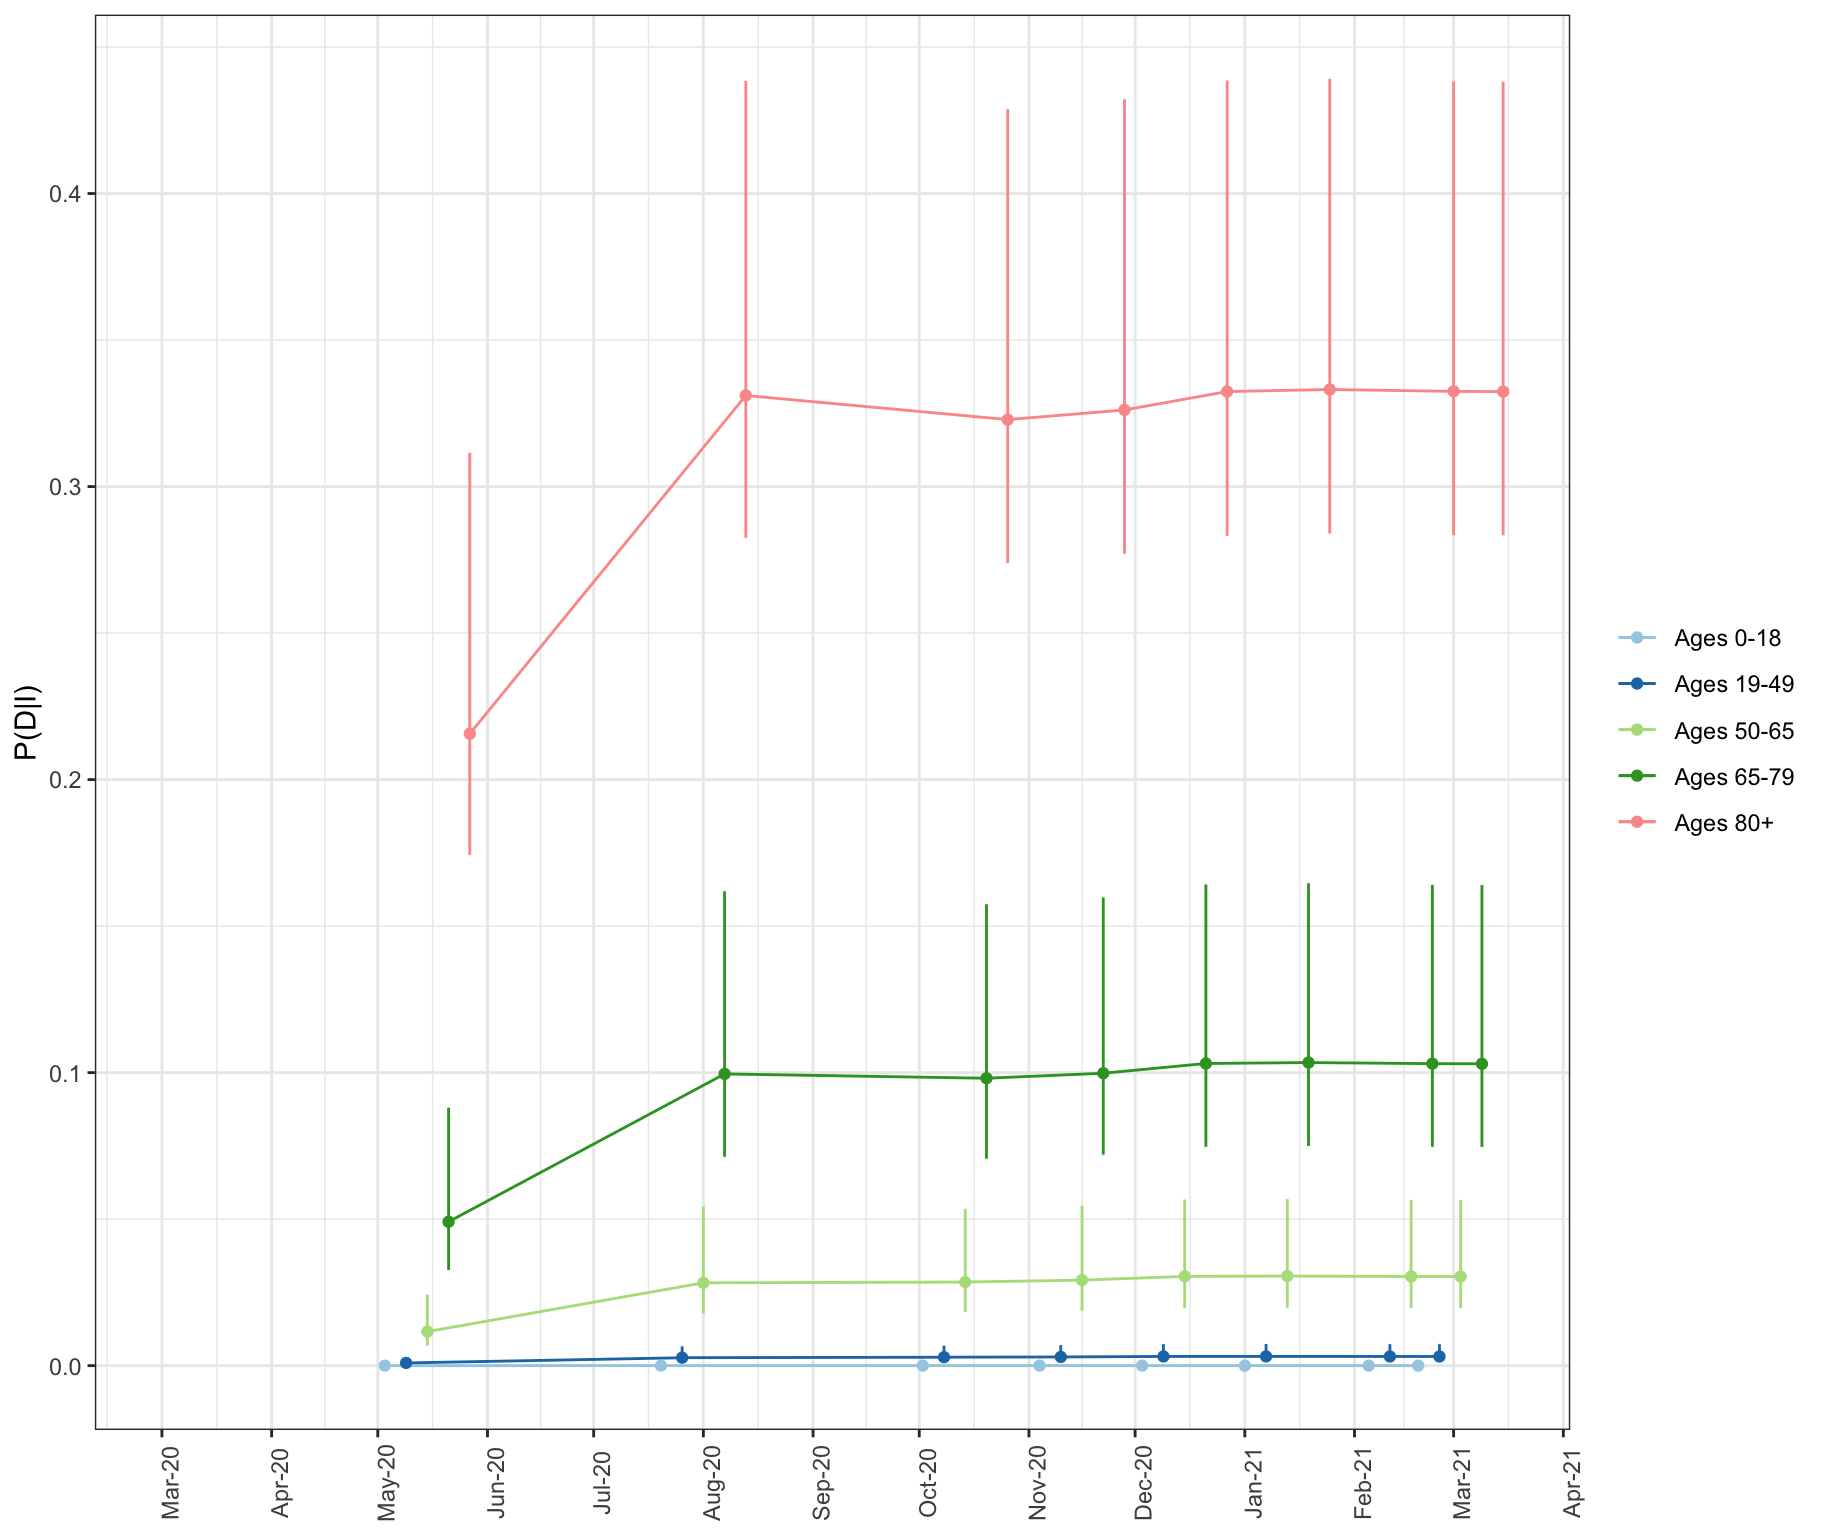 P(D|I)
0.4
0.3
0.2
0.1
0.0
Mar-20
Apr-20
May-20
Jun-20
Jul-20
Aug-20
Sep-20
Oct-20
Nov-20
Dec-20
Jan-21
Feb-21
Mar-21
Apr-21
Ages 0-18
Ages 19-49
Ages 50-65
Ages 65-79
Ages 80+